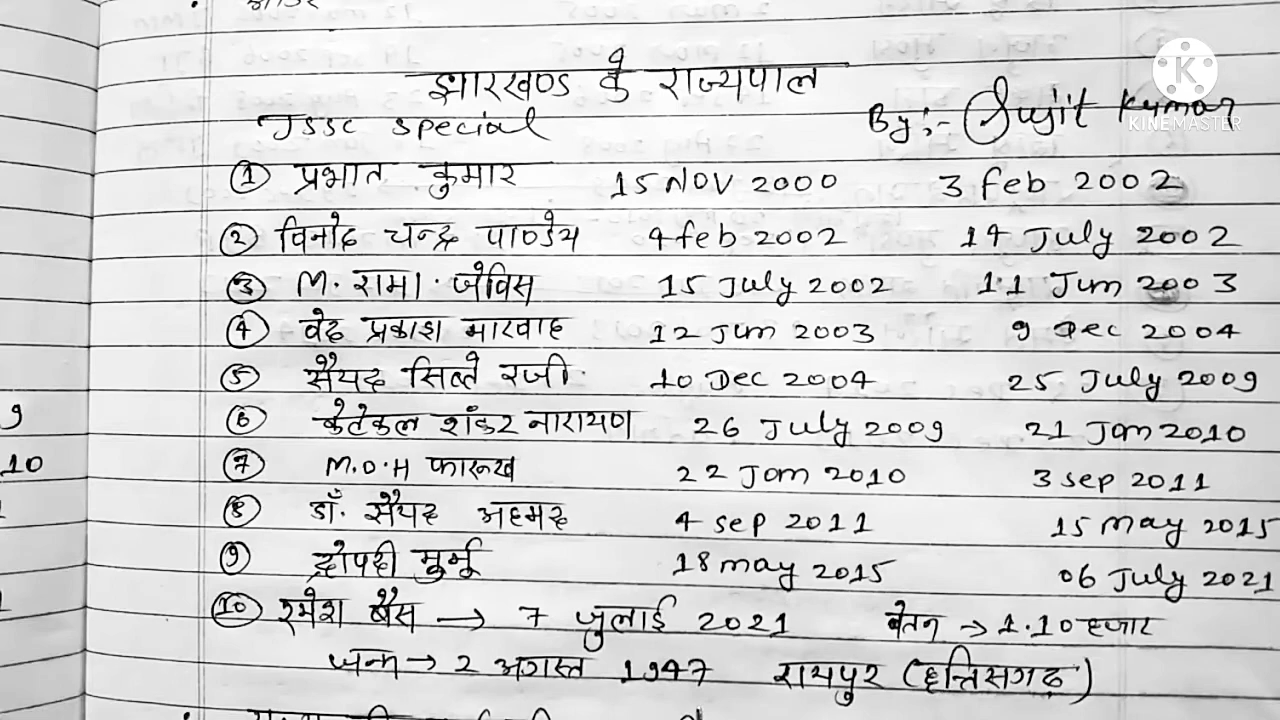 झारखण्ड के राज्यपाल
JSSC special By:- Sujit Kumar
KINEMASTER
① प्रभात कुमार 15 NOV 2000 3 feb 2002
② विनोद चन्द्र पाण्डेय 4 feb 2002 14 July 2002
③ M. रामा. जेविस 15 July 2002 11 Jun 2003
④ वेद प्रकाश मारवाह 12 Jun 2003 9 Dec 2004
⑤ सैयद सिब्ते रजी. 10 Dec 2004 25 July 2009
⑥ केटेकल शंकर नारायण 26 July 2009 21 Jan 2010
⑦ M.O.H फारूख 22 Jan 2010 3 sep 2011
⑧ डॉ. सैयद अहमद 4 sep 2011 15 may 2015
⑨ द्रोपदी मुर्मू 18 may 2015 06 July 2021
⑩ रमेश बैस → 7 जुलाई 2021 वेतन → 1.10 हजार
जन्म → 2 अगस्त 1947 रायपुर (छत्तिसगढ़)
9
10